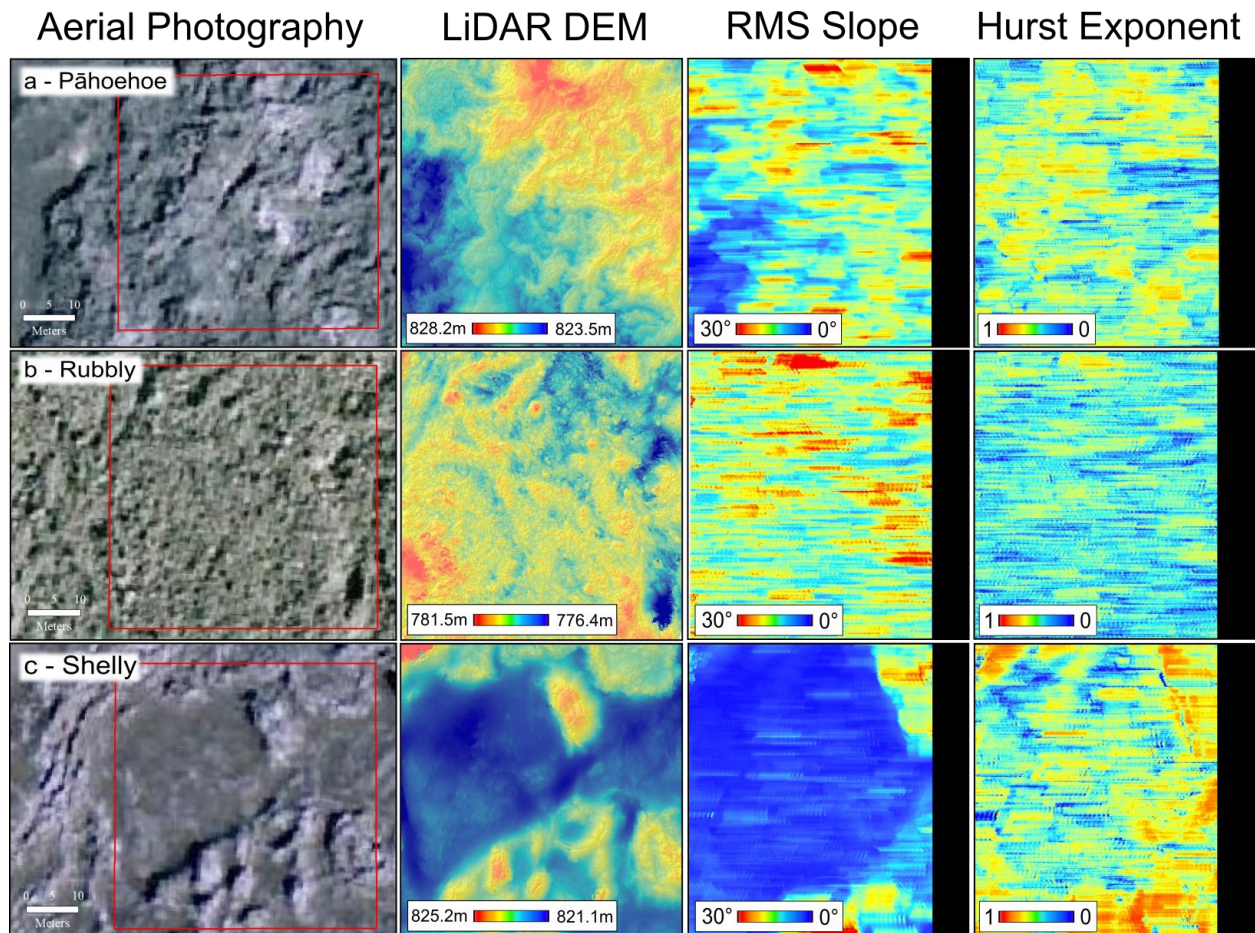 Aerial Photography
LiDAR DEM
RMS Slope
Hurst Exponent
a - Pāhoehoe
0 5 10
Meters
828.2m 823.5m
30° 0°
1 0
b - Rubbly
0 5 10
Meters
781.5m 776.4m
30° 0°
1 0
c - Shelly
0 5 10
Meters
825.2m 821.1m
30° 0°
1 0